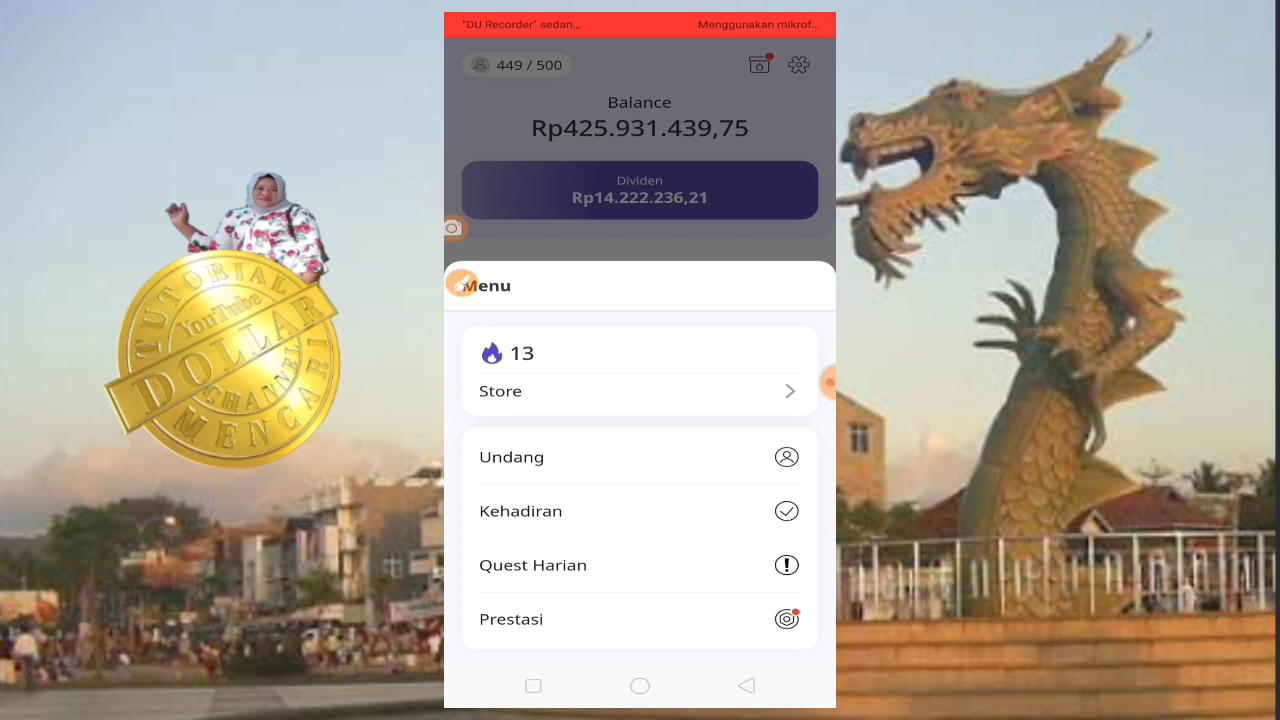 "DU Recorder" sedan...
Menggunakan mikrof...
449 / 500
Balance
Rp425.931.439,75
Dividen
Rp14.222.236,21
Menu
13
Store
Undang
Kehadiran
Quest Harian
Prestasi
TUTORIAL
YouTube
DOLLAR
CHANNEL
MENCARI